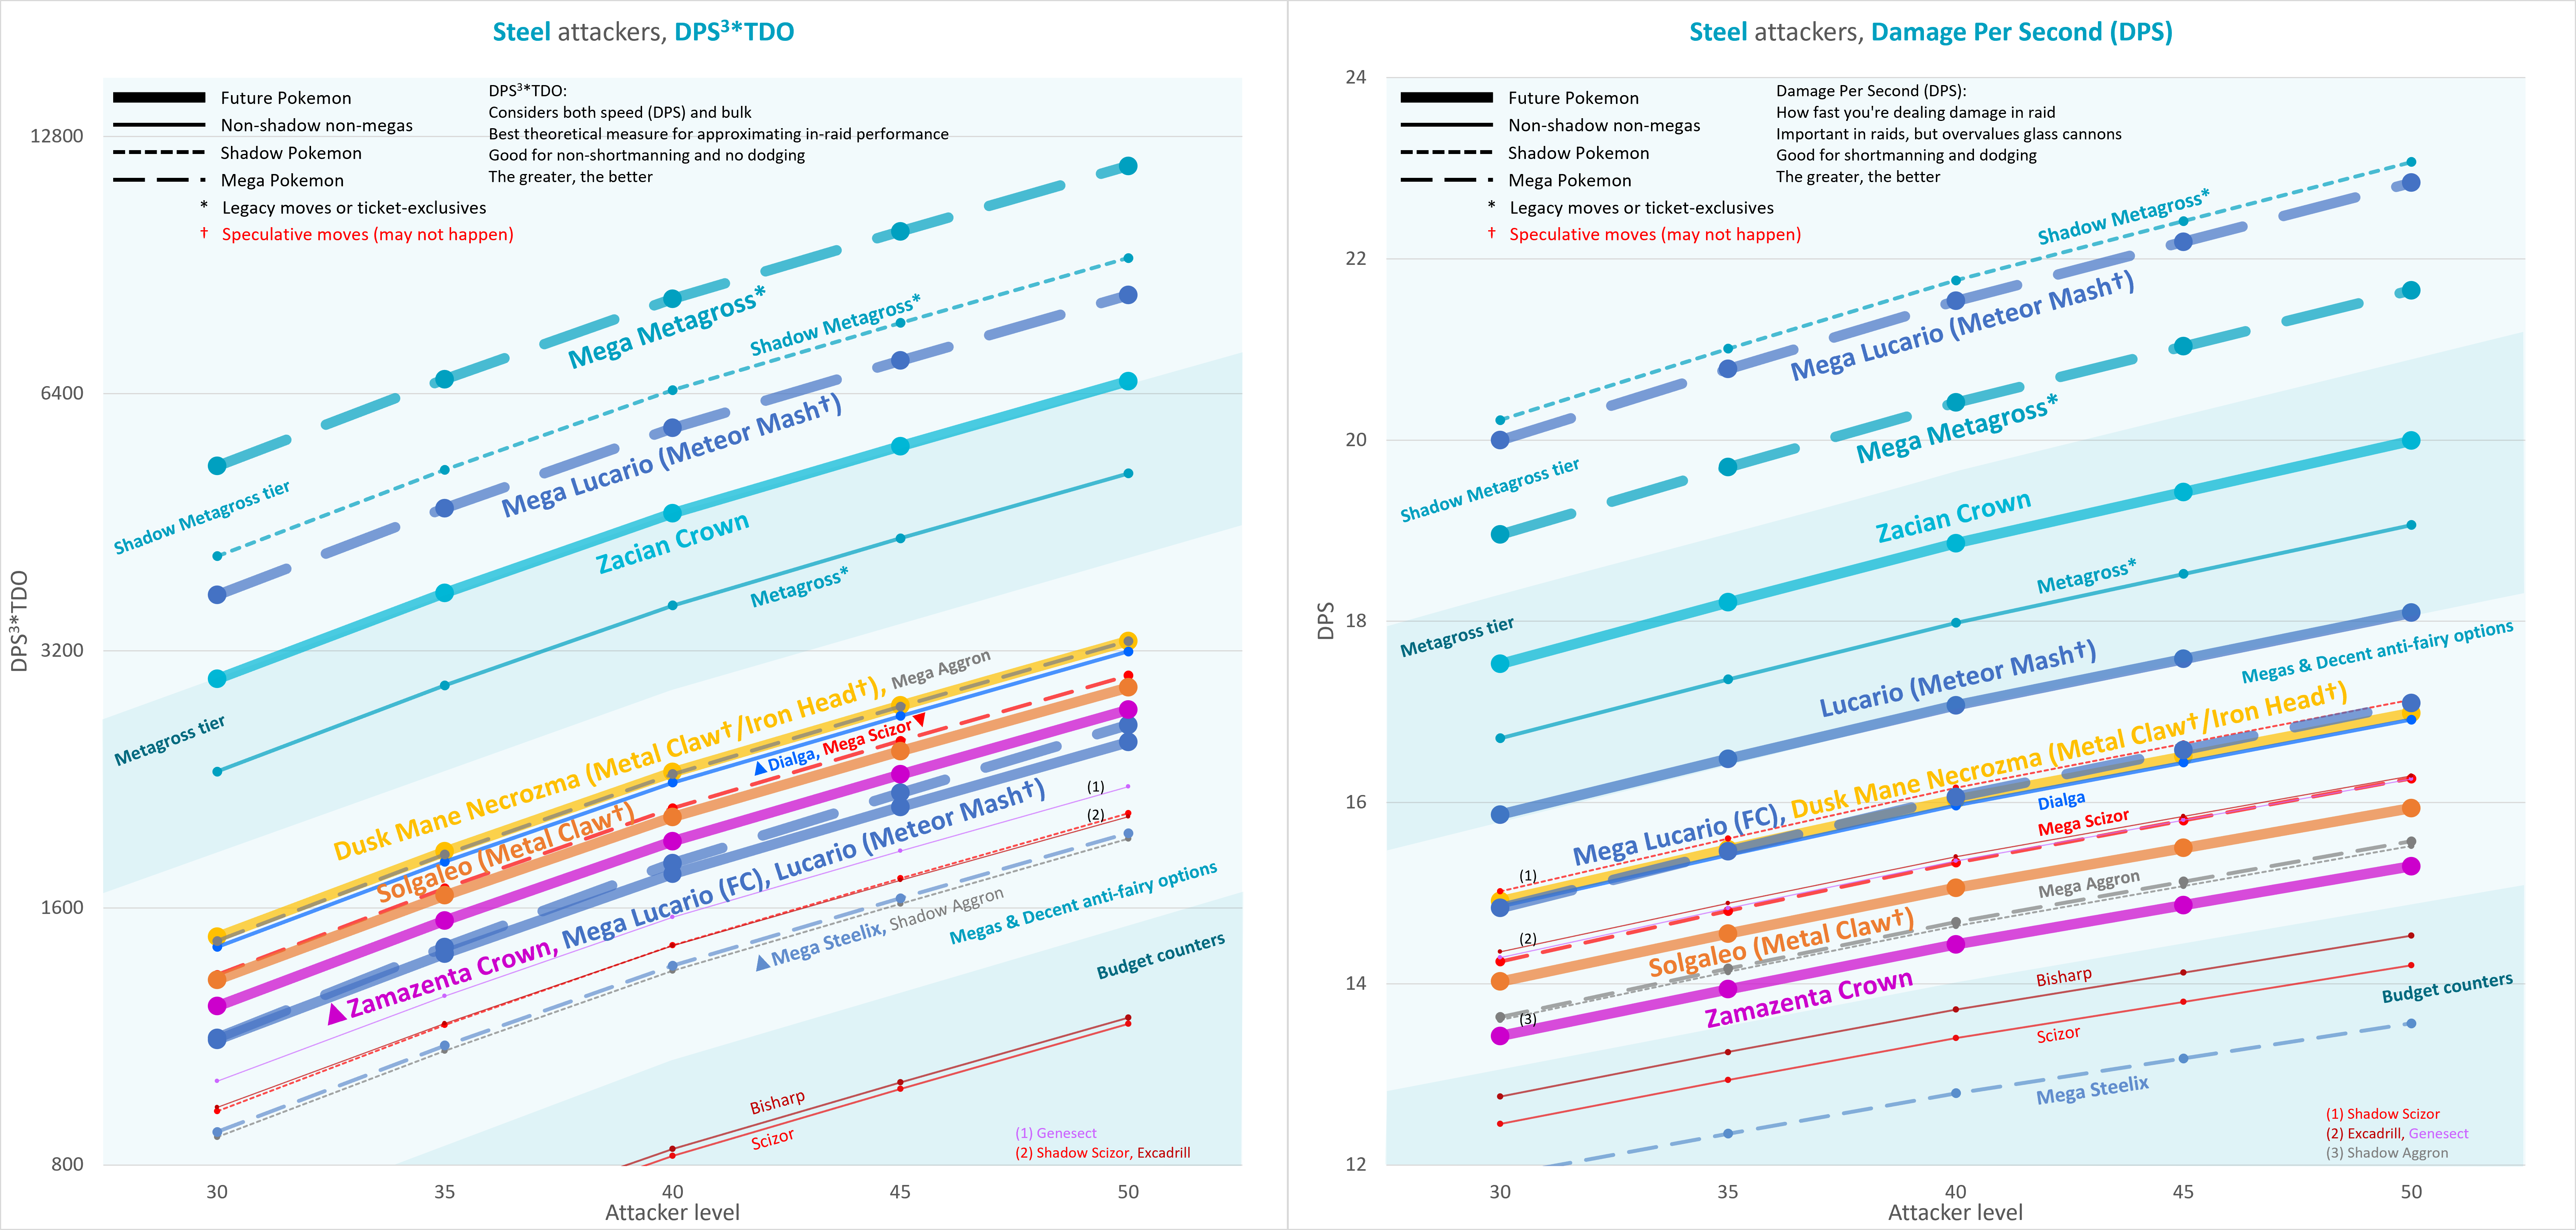 Steel attackers, DPS³*TDO
Future Pokemon
Non-shadow non-megas
Shadow Pokemon
Mega Pokemon
* Legacy moves or ticket-exclusives
† Speculative moves (may not happen)
DPS³*TDO:
Considers both speed (DPS) and bulk
Best theoretical measure for approximating in-raid performance
Good for non-shortmanning and no dodging
The greater, the better
DPS³*TDO
12800
6400
3200
1600
800
Mega Metagross*
Shadow Metagross*
Mega Lucario (Meteor Mash†)
Shadow Metagross tier
Zacian Crown
Metagross*
Metagross tier
Dusk Mane Necrozma (Metal Claw†/Iron Head†), Mega Aggron
▲Dialga, Mega Scizor▼
Solgaleo (Metal Claw†)
▲Zamazenta Crown, Mega Lucario (FC), Lucario (Meteor Mash†)
(1)
(2)
▲Mega Steelix, Shadow Aggron
Megas & Decent anti-fairy options
Budget counters
Bisharp
Scizor
(1) Genesect
(2) Shadow Scizor, Excadrill
30 35 40 45 50
Attacker level
Steel attackers, Damage Per Second (DPS)
Future Pokemon
Non-shadow non-megas
Shadow Pokemon
Mega Pokemon
* Legacy moves or ticket-exclusives
† Speculative moves (may not happen)
Damage Per Second (DPS):
How fast you're dealing damage in raid
Important in raids, but overvalues glass cannons
Good for shortmanning and dodging
The greater, the better
DPS
24
22
20
18
16
14
12
Shadow Metagross*
Mega Lucario (Meteor Mash†)
Mega Metagross*
Shadow Metagross tier
Zacian Crown
Metagross*
Metagross tier
Lucario (Meteor Mash†)
Megas & Decent anti-fairy options
Mega Lucario (FC), Dusk Mane Necrozma (Metal Claw†/Iron Head†)
Dialga
Mega Scizor
(1)
(2)
Mega Aggron
Solgaleo (Metal Claw†)
(3)
Zamazenta Crown
Bisharp
Budget counters
Scizor
Mega Steelix
(1) Shadow Scizor
(2) Excadrill, Genesect
(3) Shadow Aggron
30 35 40 45 50
Attacker level